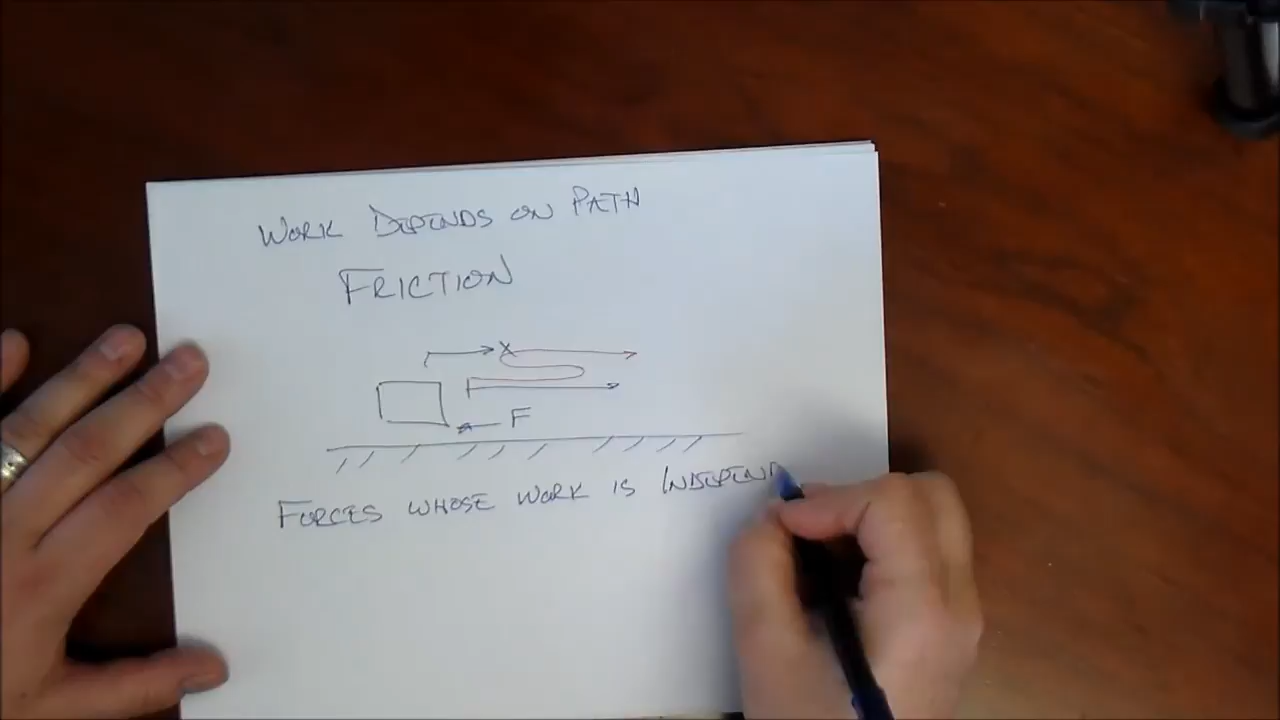 WORK DEPENDS ON PATH
FRICTION
X
F
FORCES WHOSE WORK IS INDEPEND